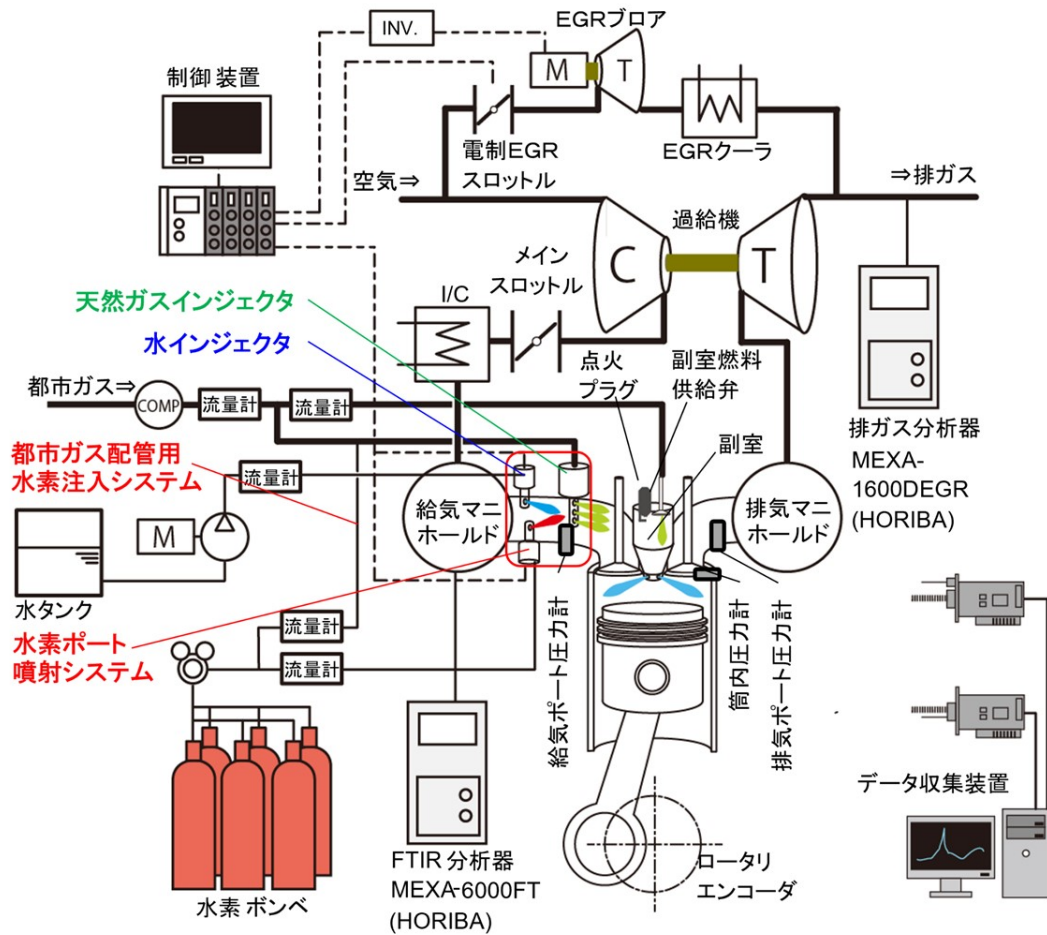 INV.
EGRブロア
M
T
制御装置
電制EGR
スロットル
EGRクーラ
空気⇒
⇒排ガス
過給機
C
T
メイン
スロットル
I/C
天然ガスインジェクタ
水インジェクタ
点火
プラグ
副室燃料
供給弁
副室
都市ガス⇒
COMP
流量計
流量計
排ガス分析器
MEXA-
1600DEGR
(HORIBA)
都市ガス配管用
水素注入システム
流量計
M
給気マニ
ホールド
排気マニ
ホールド
水タンク
水素ポート
噴射システム
流量計
流量計
給気ポート圧力計
筒内圧力計
排気ポート圧力計
データ収集装置
水素ボンベ
FTIR分析器
MEXA-6000FT
(HORIBA)
ロータリ
エンコーダ